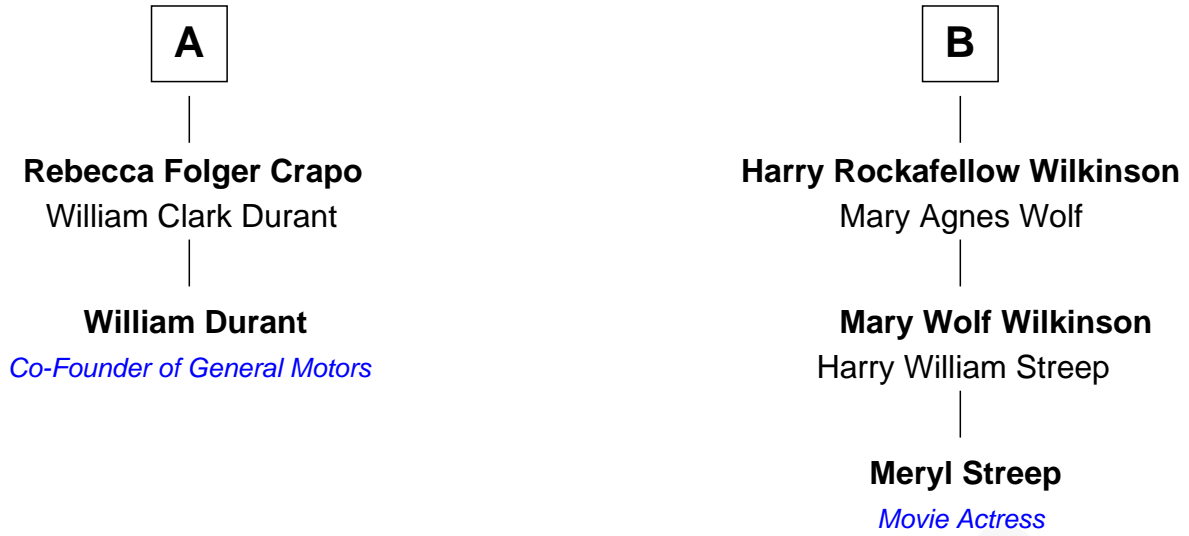 A
Rebecca Folger Crapo
William Clark Durant
William Durant
Co-Founder of General Motors
B
Harry Rockafellow Wilkinson
Mary Agnes Wolf
Mary Wolf Wilkinson
Harry William Streep
Meryl Streep
Movie Actress